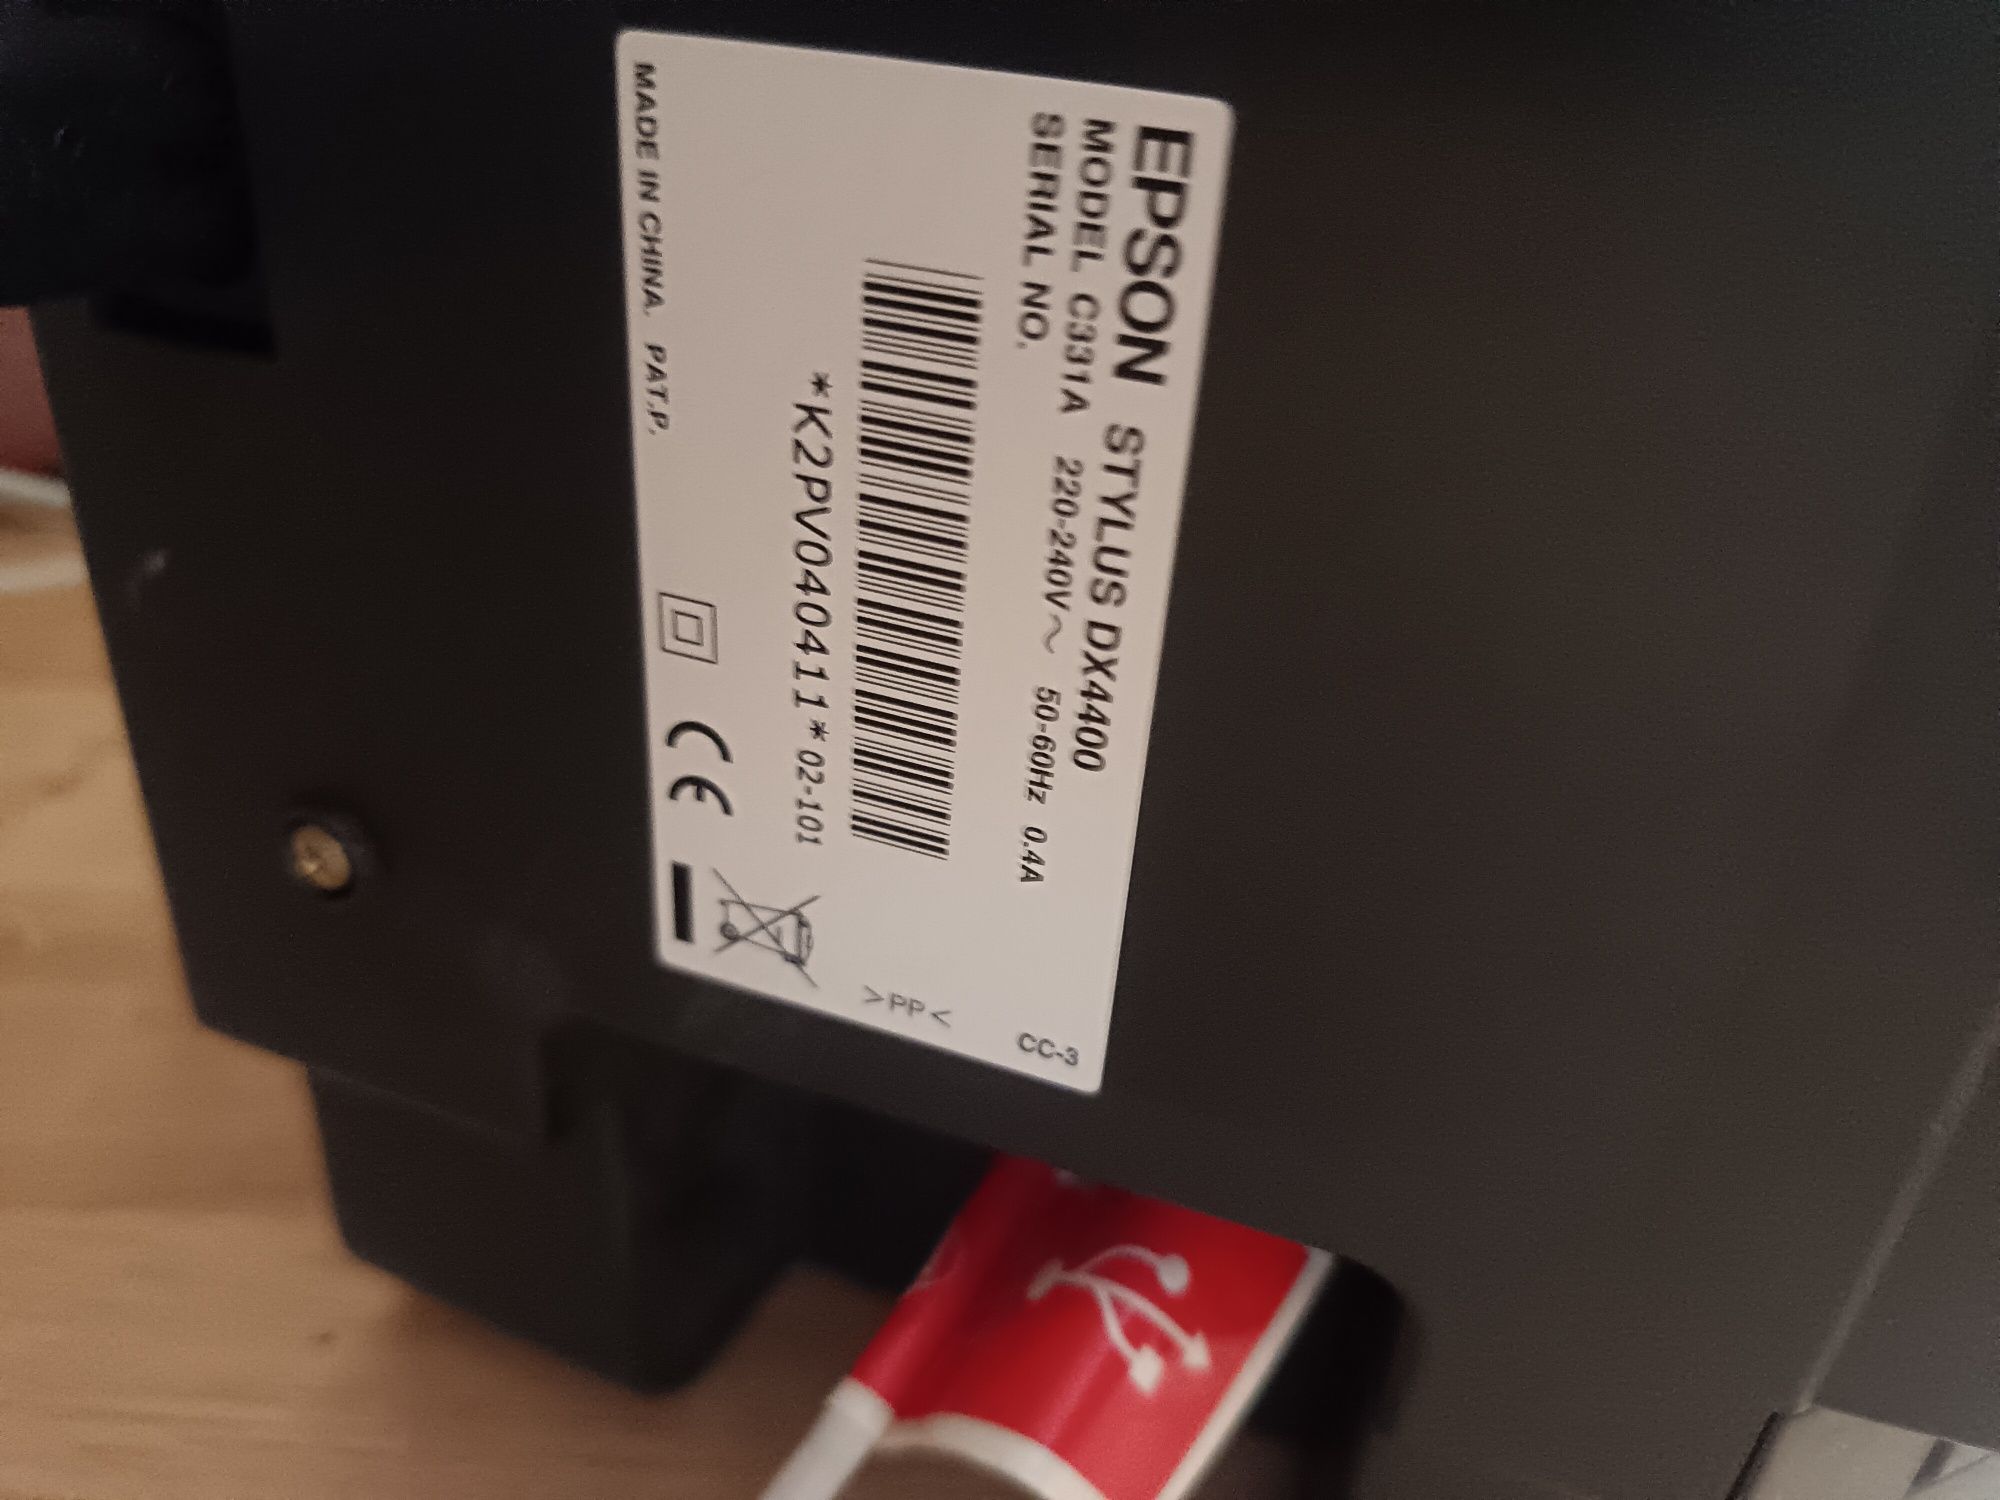 EPSON STYLUS DX4400
MODEL C331A 220-240V~ 50-60Hz 0.4A
SERIAL NO.
CC-3
*K2PV040411*02-101
>PP<
MADE IN CHINA. PAT.P.
CE